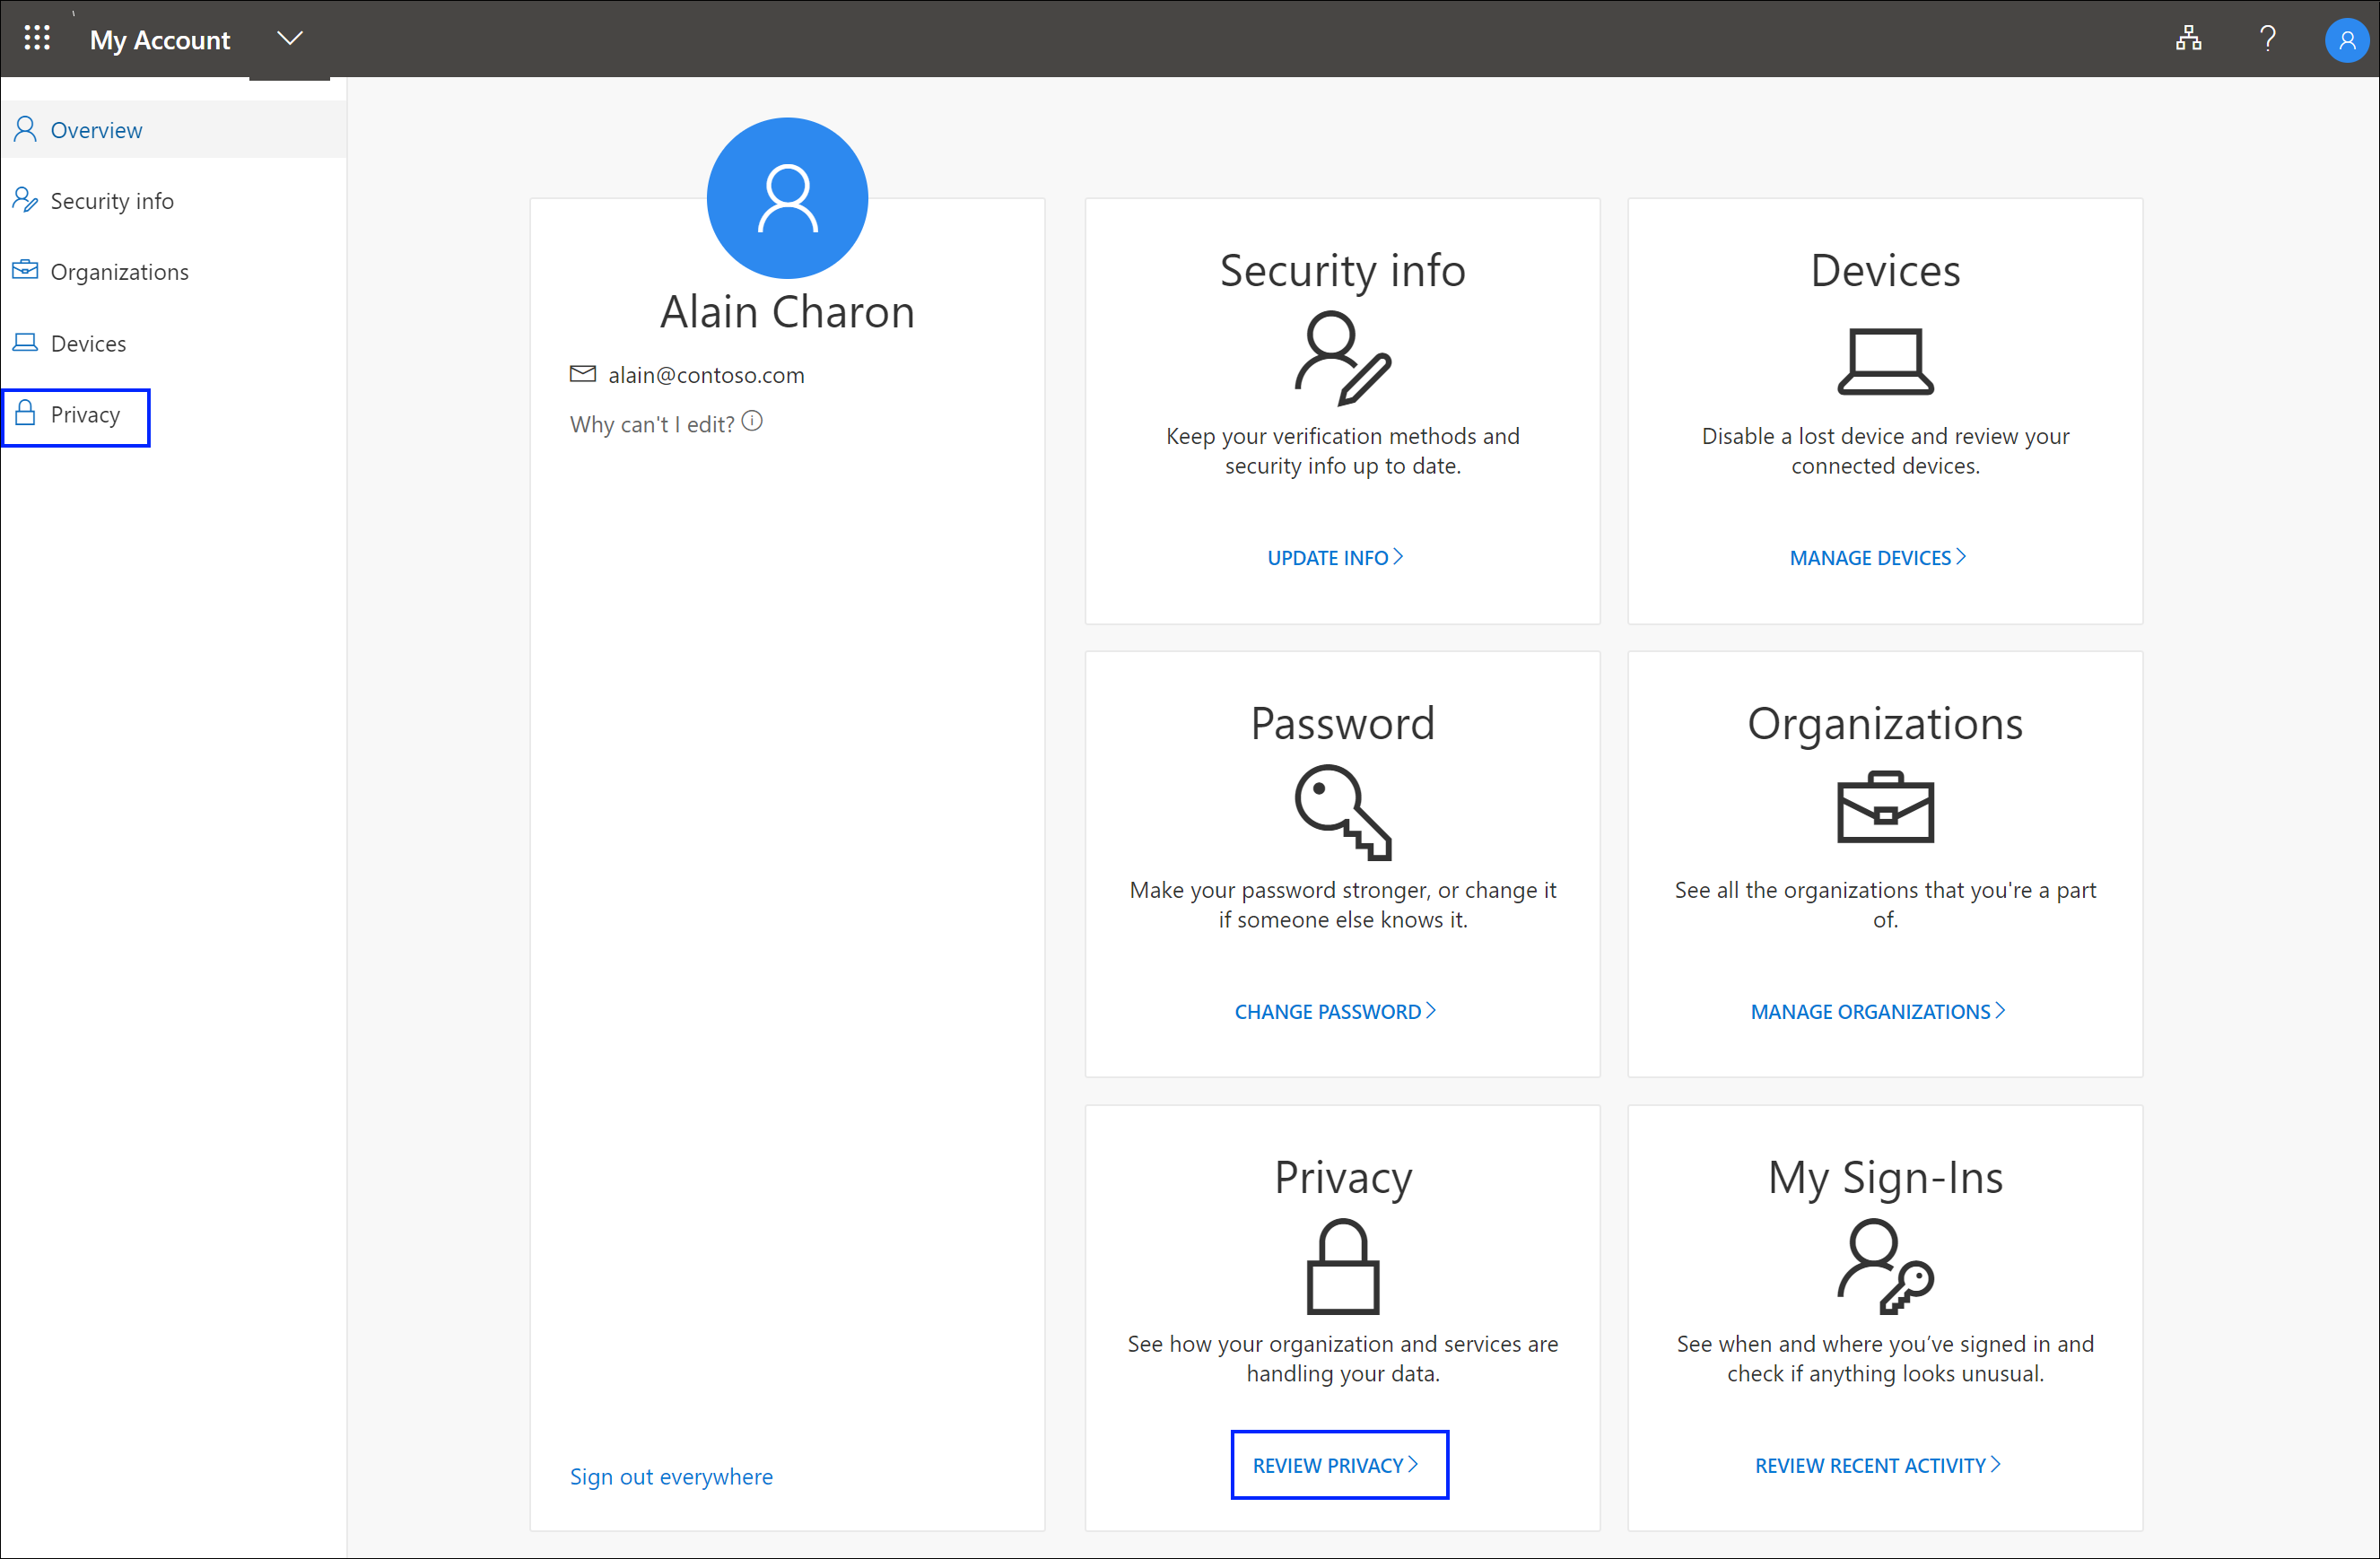 My Account
Overview
Security info
Organizations
Devices
Privacy
Alain Charon
alain@contoso.com
Why can't I edit?
Sign out everywhere
Security info
Keep your verification methods and
security info up to date.
UPDATE INFO
Devices
Disable a lost device and review your
connected devices.
MANAGE DEVICES
Password
Make your password stronger, or change it
if someone else knows it.
CHANGE PASSWORD
Organizations
See all the organizations that you're a part
of.
MANAGE ORGANIZATIONS
Privacy
See how your organization and services are
handling your data.
REVIEW PRIVACY
My Sign-Ins
See when and where you’ve signed in and
check if anything looks unusual.
REVIEW RECENT ACTIVITY